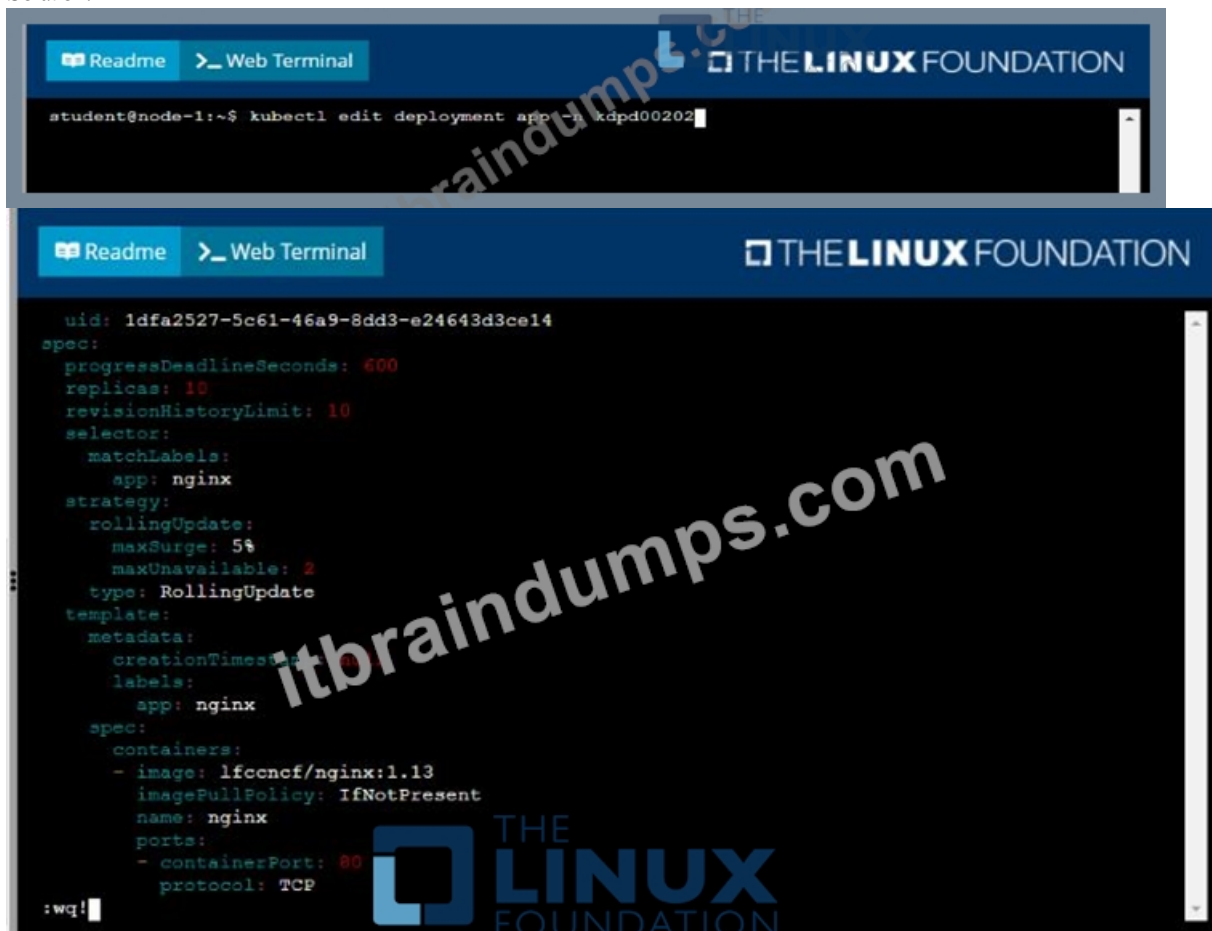 Readme >_ Web Terminal THE LINUX FOUNDATION
student@node-1:~$ kubectl edit deployment app -n kdpd00202
Readme >_ Web Terminal THE LINUX FOUNDATION
uid: 1dfa2527-5c61-46a9-8dd3-e24643d3ce14
spec:
progressDeadlineSeconds: 600
replicas: 10
revisionHistoryLimit: 10
selector:
matchLabels:
app: nginx
strategy:
rollingUpdate:
maxSurge: 5%
maxUnavailable: 2
type: RollingUpdate
template:
metadata:
creationTimestamp: null
labels:
app: nginx
spec:
containers:
- image: lfccncf/nginx:1.13
imagePullPolicy: IfNotPresent
name: nginx
ports:
- containerPort: 80
protocol: TCP
:wq!
itbraindumps.com
THE
LINUX
FOUNDATION